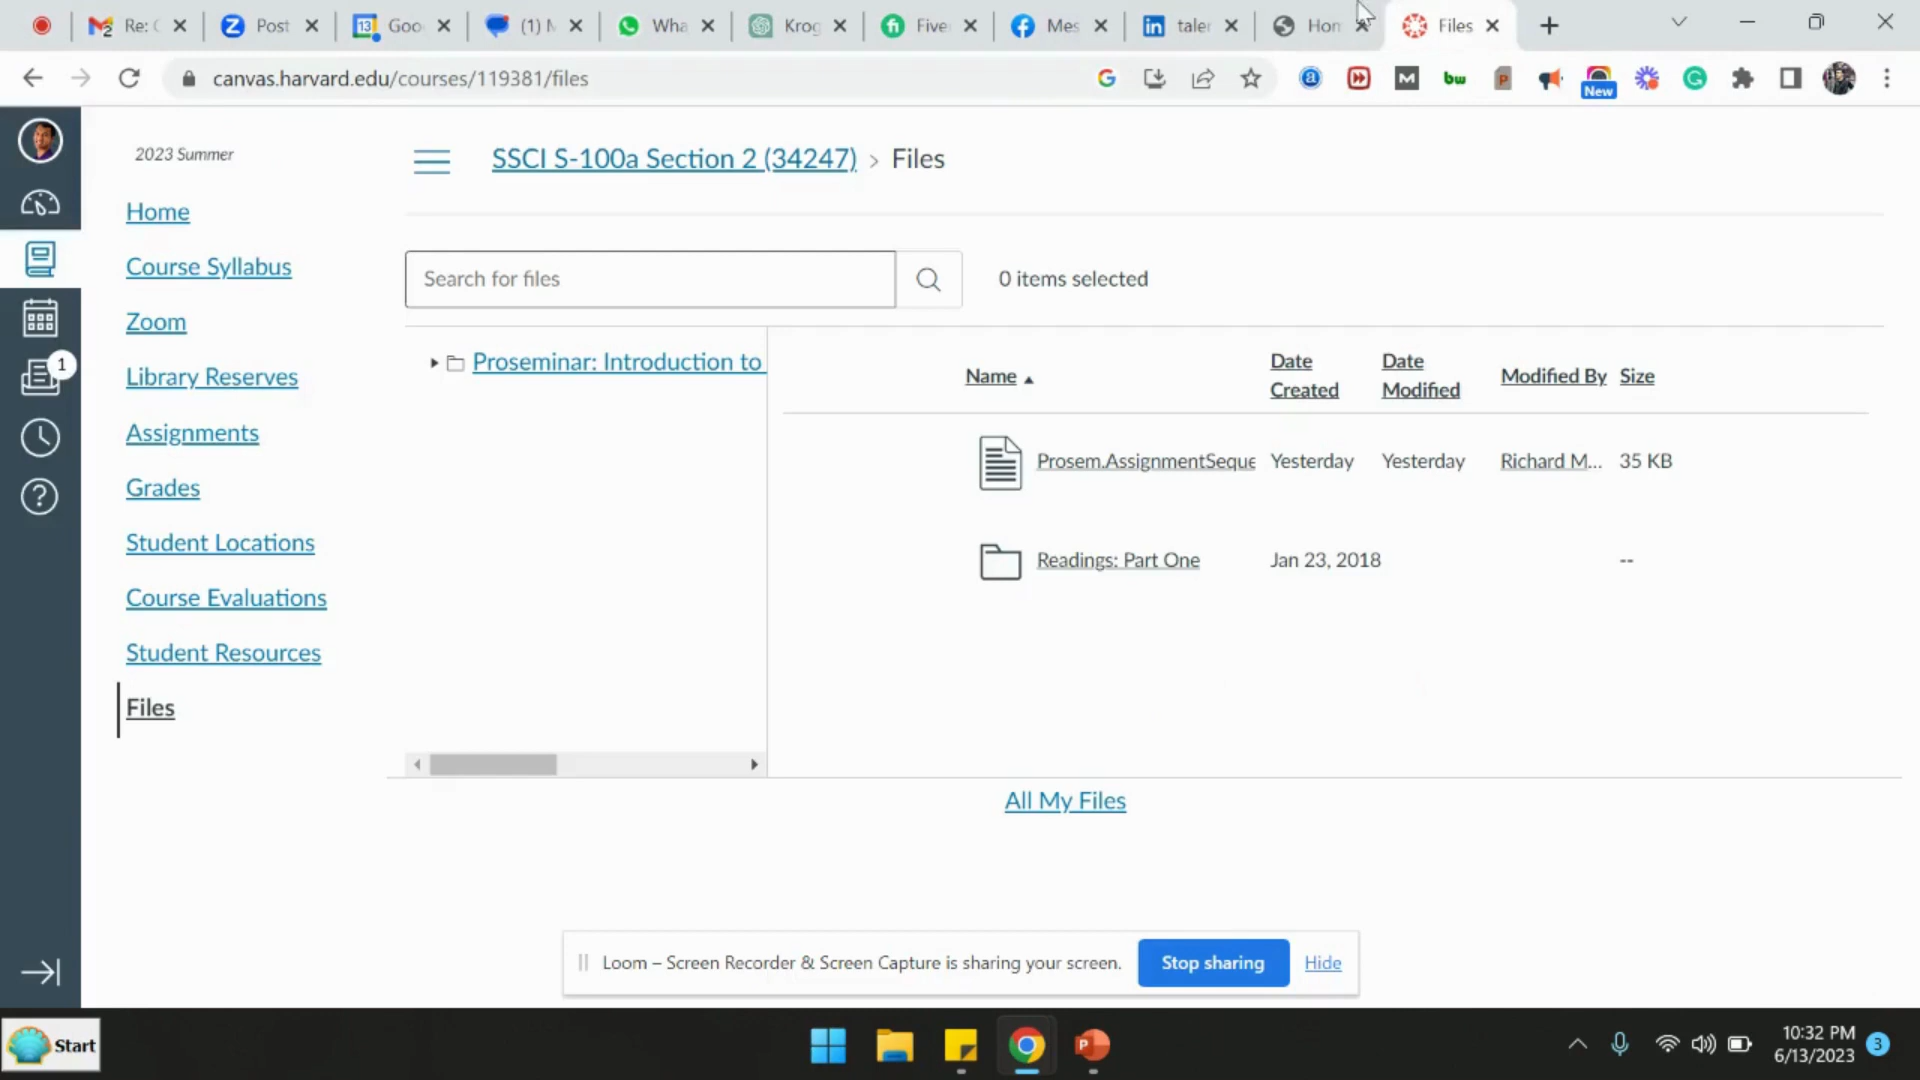 Re: C
Post
13
Goo
(1) M
Wha
Krog
Five
Mes
taler
Hon
Files
canvas.harvard.edu/courses/119381/files
New
2023 Summer
SSCI S-100a Section 2 (34247) > Files
Home
Course Syllabus
Zoom
Library Reserves
Assignments
Grades
Student Locations
Course Evaluations
Student Resources
Files
1
Search for files
0 items selected
Proseminar: Introduction to
Name
Date Created
Date Modified
Modified By
Size
Prosem.AssignmentSeque Yesterday Yesterday Richard M... 35 KB
Readings: Part One Jan 23, 2018 --
All My Files
Loom – Screen Recorder & Screen Capture is sharing your screen. Stop sharing Hide
Start
10:32 PM
6/13/2023
3